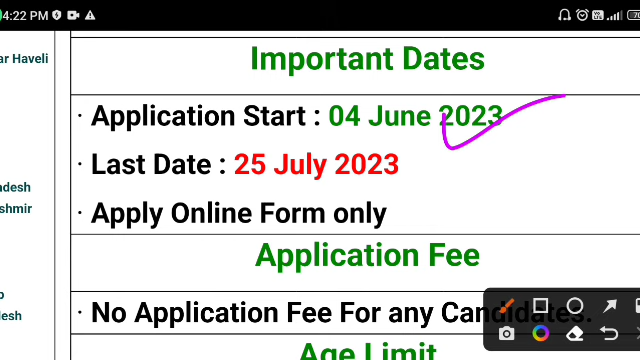 4:22 PM
ar Haveli
Important Dates
· Application Start : 04 June 2023
· Last Date : 25 July 2023
adesh
shmir
· Apply Online Form only
Application Fee
p
desh
· No Application Fee For any Candidates.
Age Limit